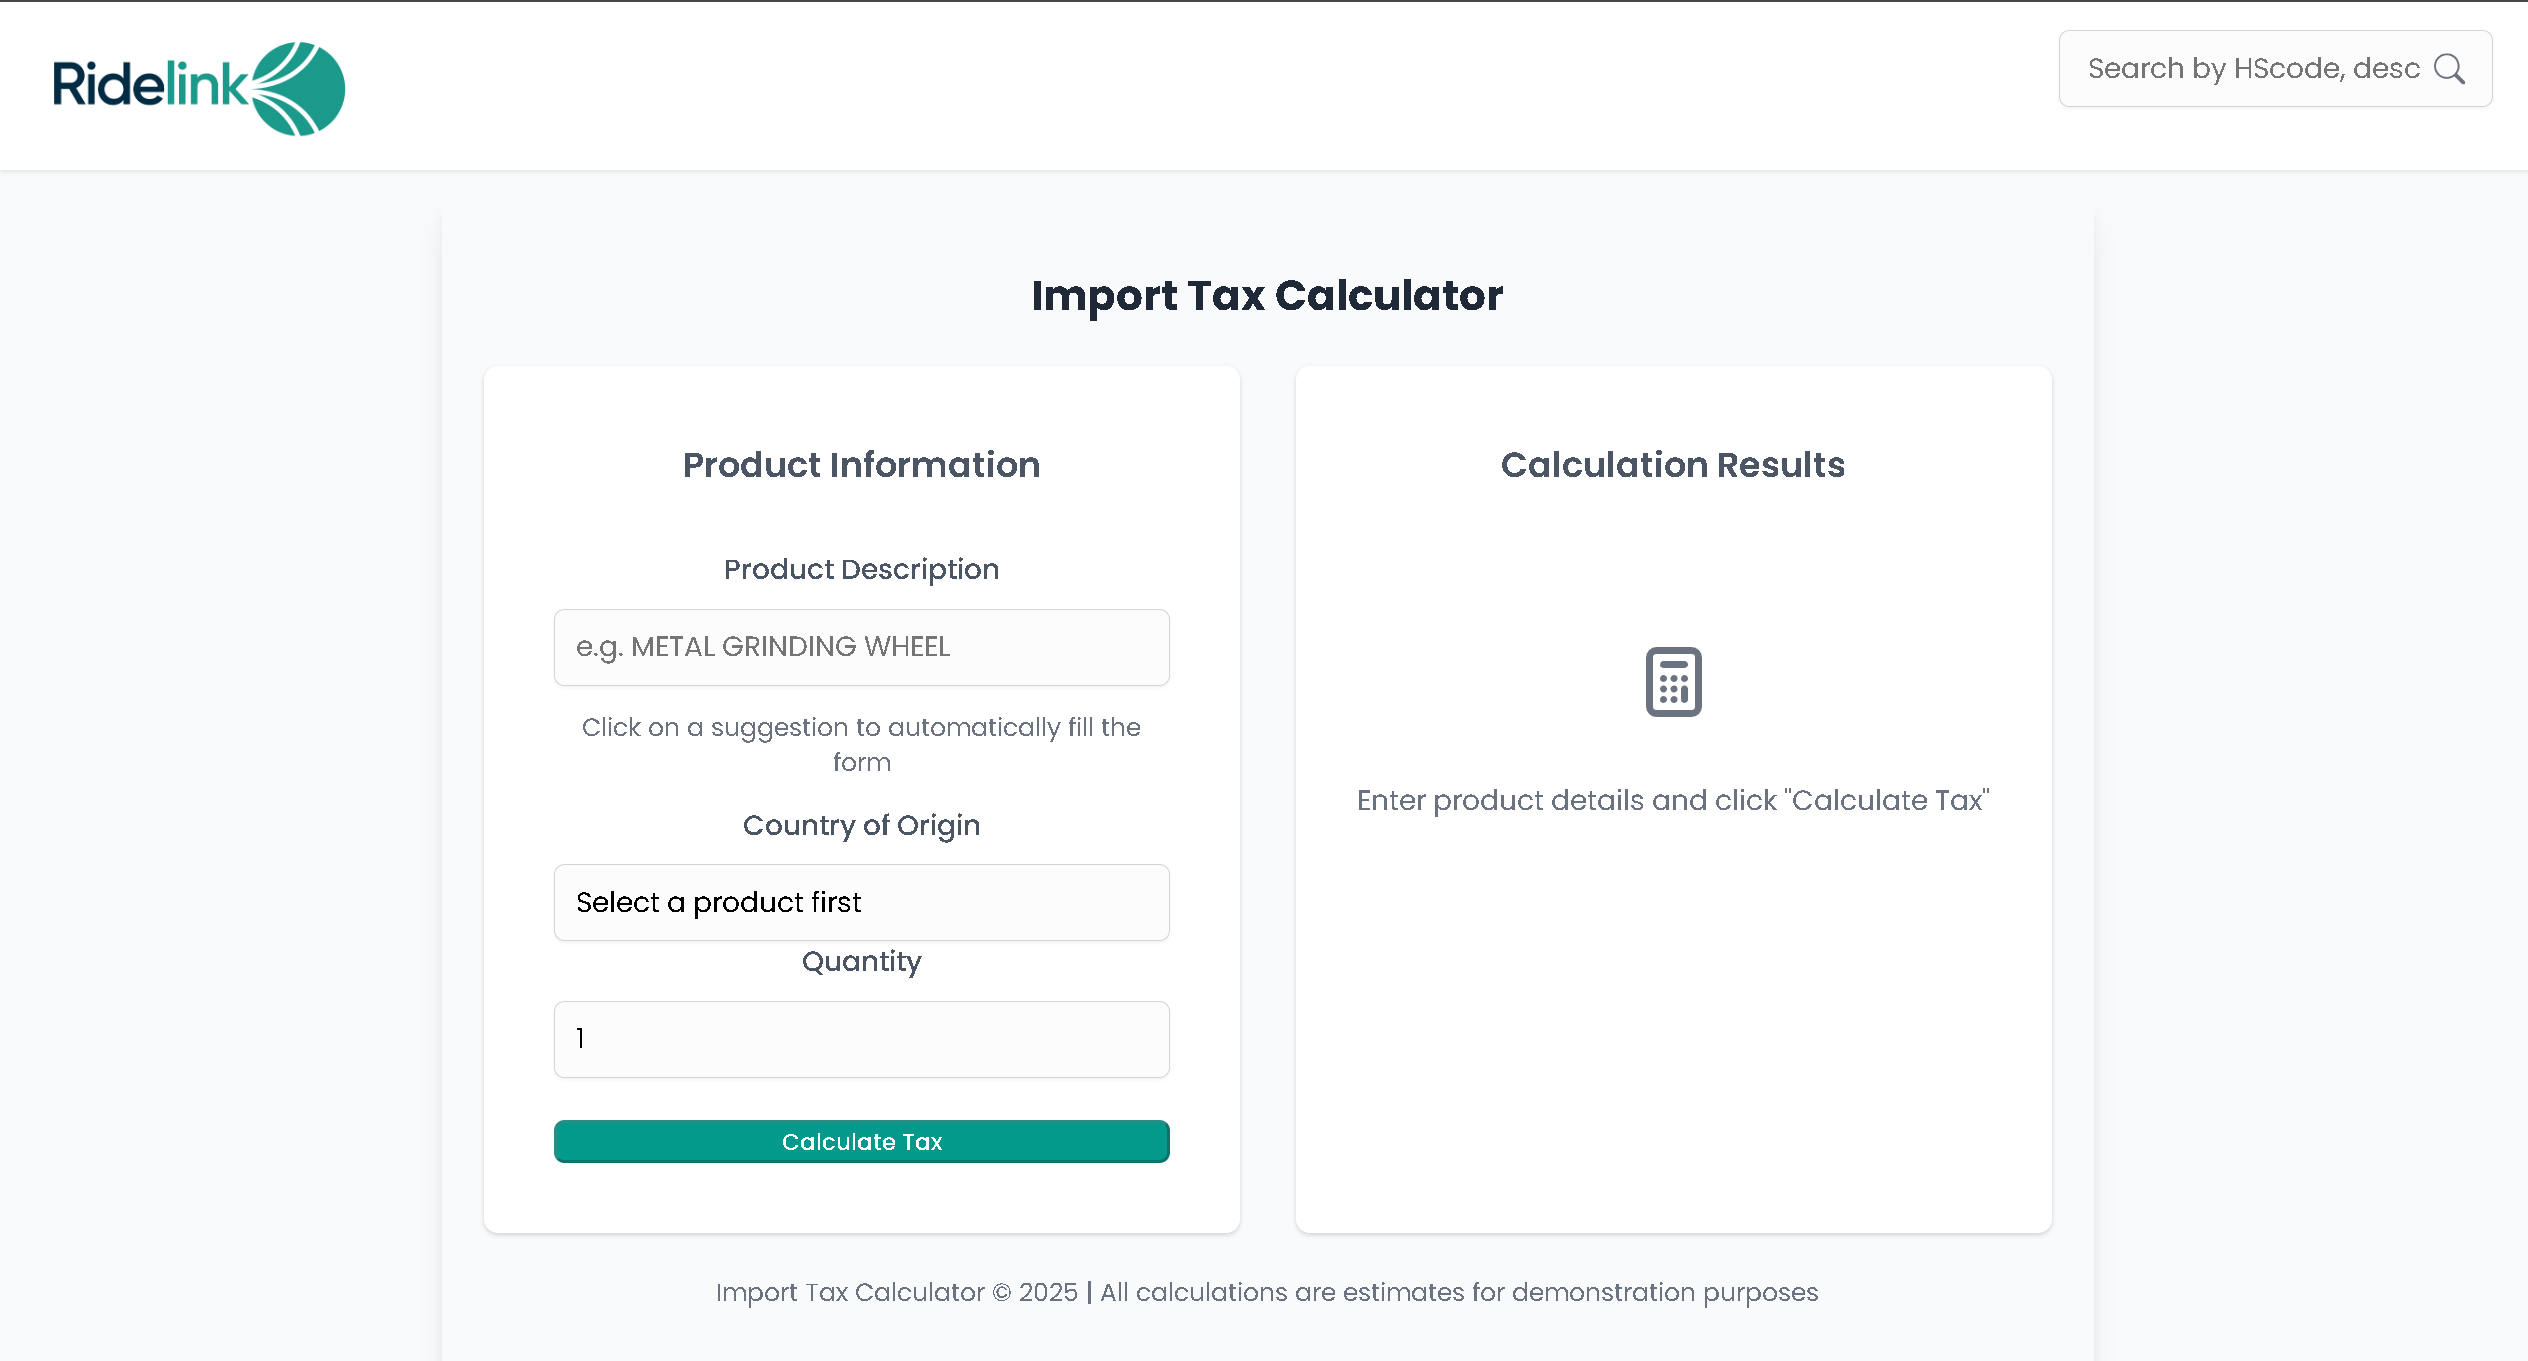 Ridelink
Search by HScode, desc
Import Tax Calculator
Product Information
Product Description
e.g. METAL GRINDING WHEEL
Click on a suggestion to automatically fill the
form
Country of Origin
Select a product first
Quantity
1
Calculate Tax
Calculation Results
Enter product details and click "Calculate Tax"
Import Tax Calculator © 2025 | All calculations are estimates for demonstration purposes